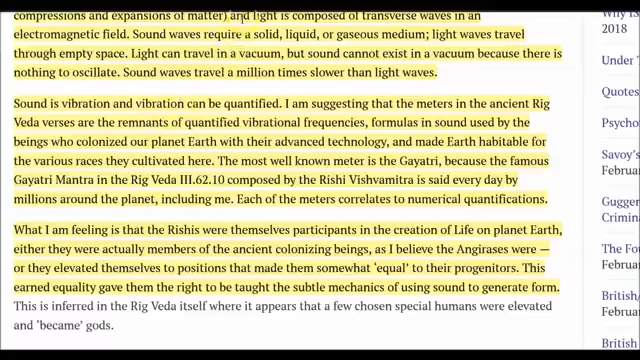 compressions and expansions of matter) and light is composed of transverse waves in an
electromagnetic field. Sound waves require a solid, liquid, or gaseous medium; light waves travel
through empty space. Light can travel in a vacuum, but sound cannot exist in a vacuum because there is
nothing to oscillate. Sound waves travel a million times slower than light waves.
Sound is vibration and vibration can be quantified. I am suggesting that the meters in the ancient Rig
Veda verses are the remnants of quantified vibrational frequencies, formulas in sound used by the
beings who colonized our planet Earth with their advanced technology, and made Earth habitable for
the various races they cultivated here. The most well known meter is the Gayatri, because the famous
Gayatri Mantra in the Rig Veda III.62.10 composed by the Rishi Vishvamitra is said every day by
millions around the planet, including me. Each of the meters correlates to numerical quantifications.
What I am feeling is that the Rishis were themselves participants in the creation of Life on planet Earth,
either they were actually members of the ancient colonizing beings, as I believe the Angirases were —
or they elevated themselves to positions that made them somewhat ‘equal’ to their progenitors. This
earned equality gave them the right to be taught the subtle mechanics of using sound to generate form.
This is inferred in the Rig Veda itself where it appears that a few chosen special humans were elevated
and ‘became’ gods.
Why Is
2018
Under
Quotes
Psycho
Savoy’s
Februa
Gugge
Crimin
The Fo
Februa
British/
Februa
British